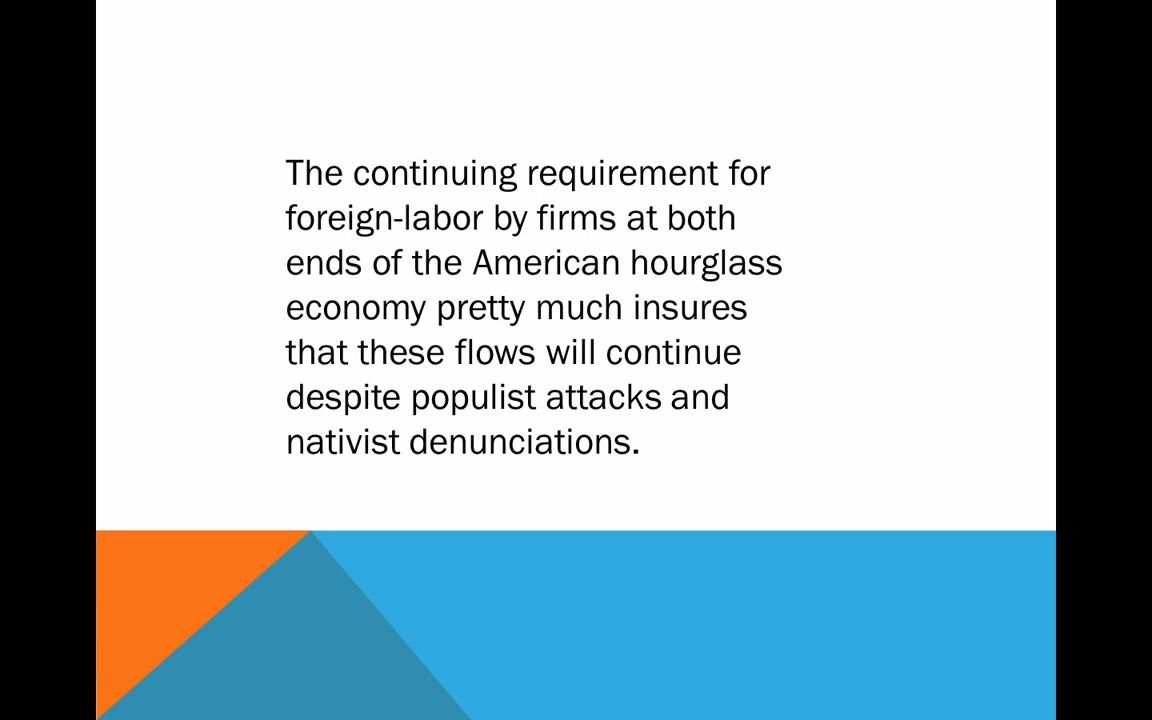 The continuing requirement for
foreign-labor by firms at both
ends of the American hourglass
economy pretty much insures
that these flows will continue
despite populist attacks and
nativist denunciations.